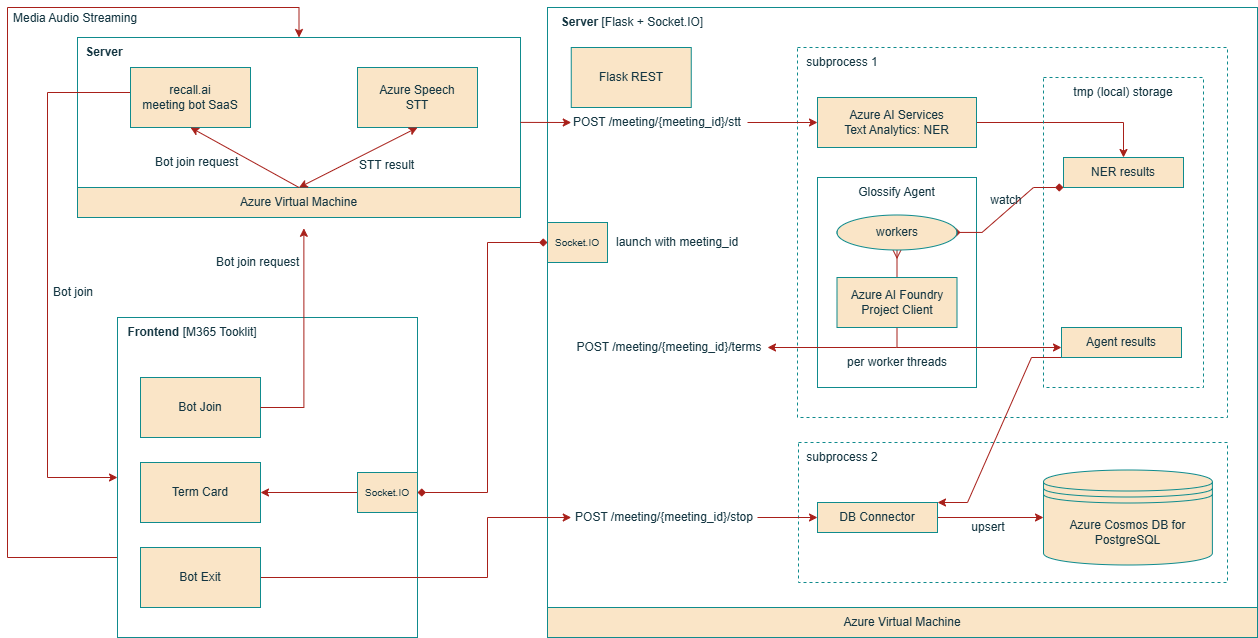 Media Audio Streaming
Server
recall.ai
meeting bot SaaS
Azure Speech
STT
Bot join request
STT result
Azure Virtual Machine
Bot join request
Bot join
Frontend [M365 Tooklit]
Bot Join
Term Card
Socket.IO
Bot Exit
Server [Flask + Socket.IO]
Flask REST
POST /meeting/{meeting_id}/stt
Socket.IO
launch with meeting_id
POST /meeting/{meeting_id}/terms
POST /meeting/{meeting_id}/stop
subprocess 1
Azure AI Services
Text Analytics: NER
tmp (local) storage
NER results
Glossify Agent
workers
watch
Azure AI Foundry
Project Client
per worker threads
Agent results
subprocess 2
DB Connector
upsert
Azure Cosmos DB for
PostgreSQL
Azure Virtual Machine